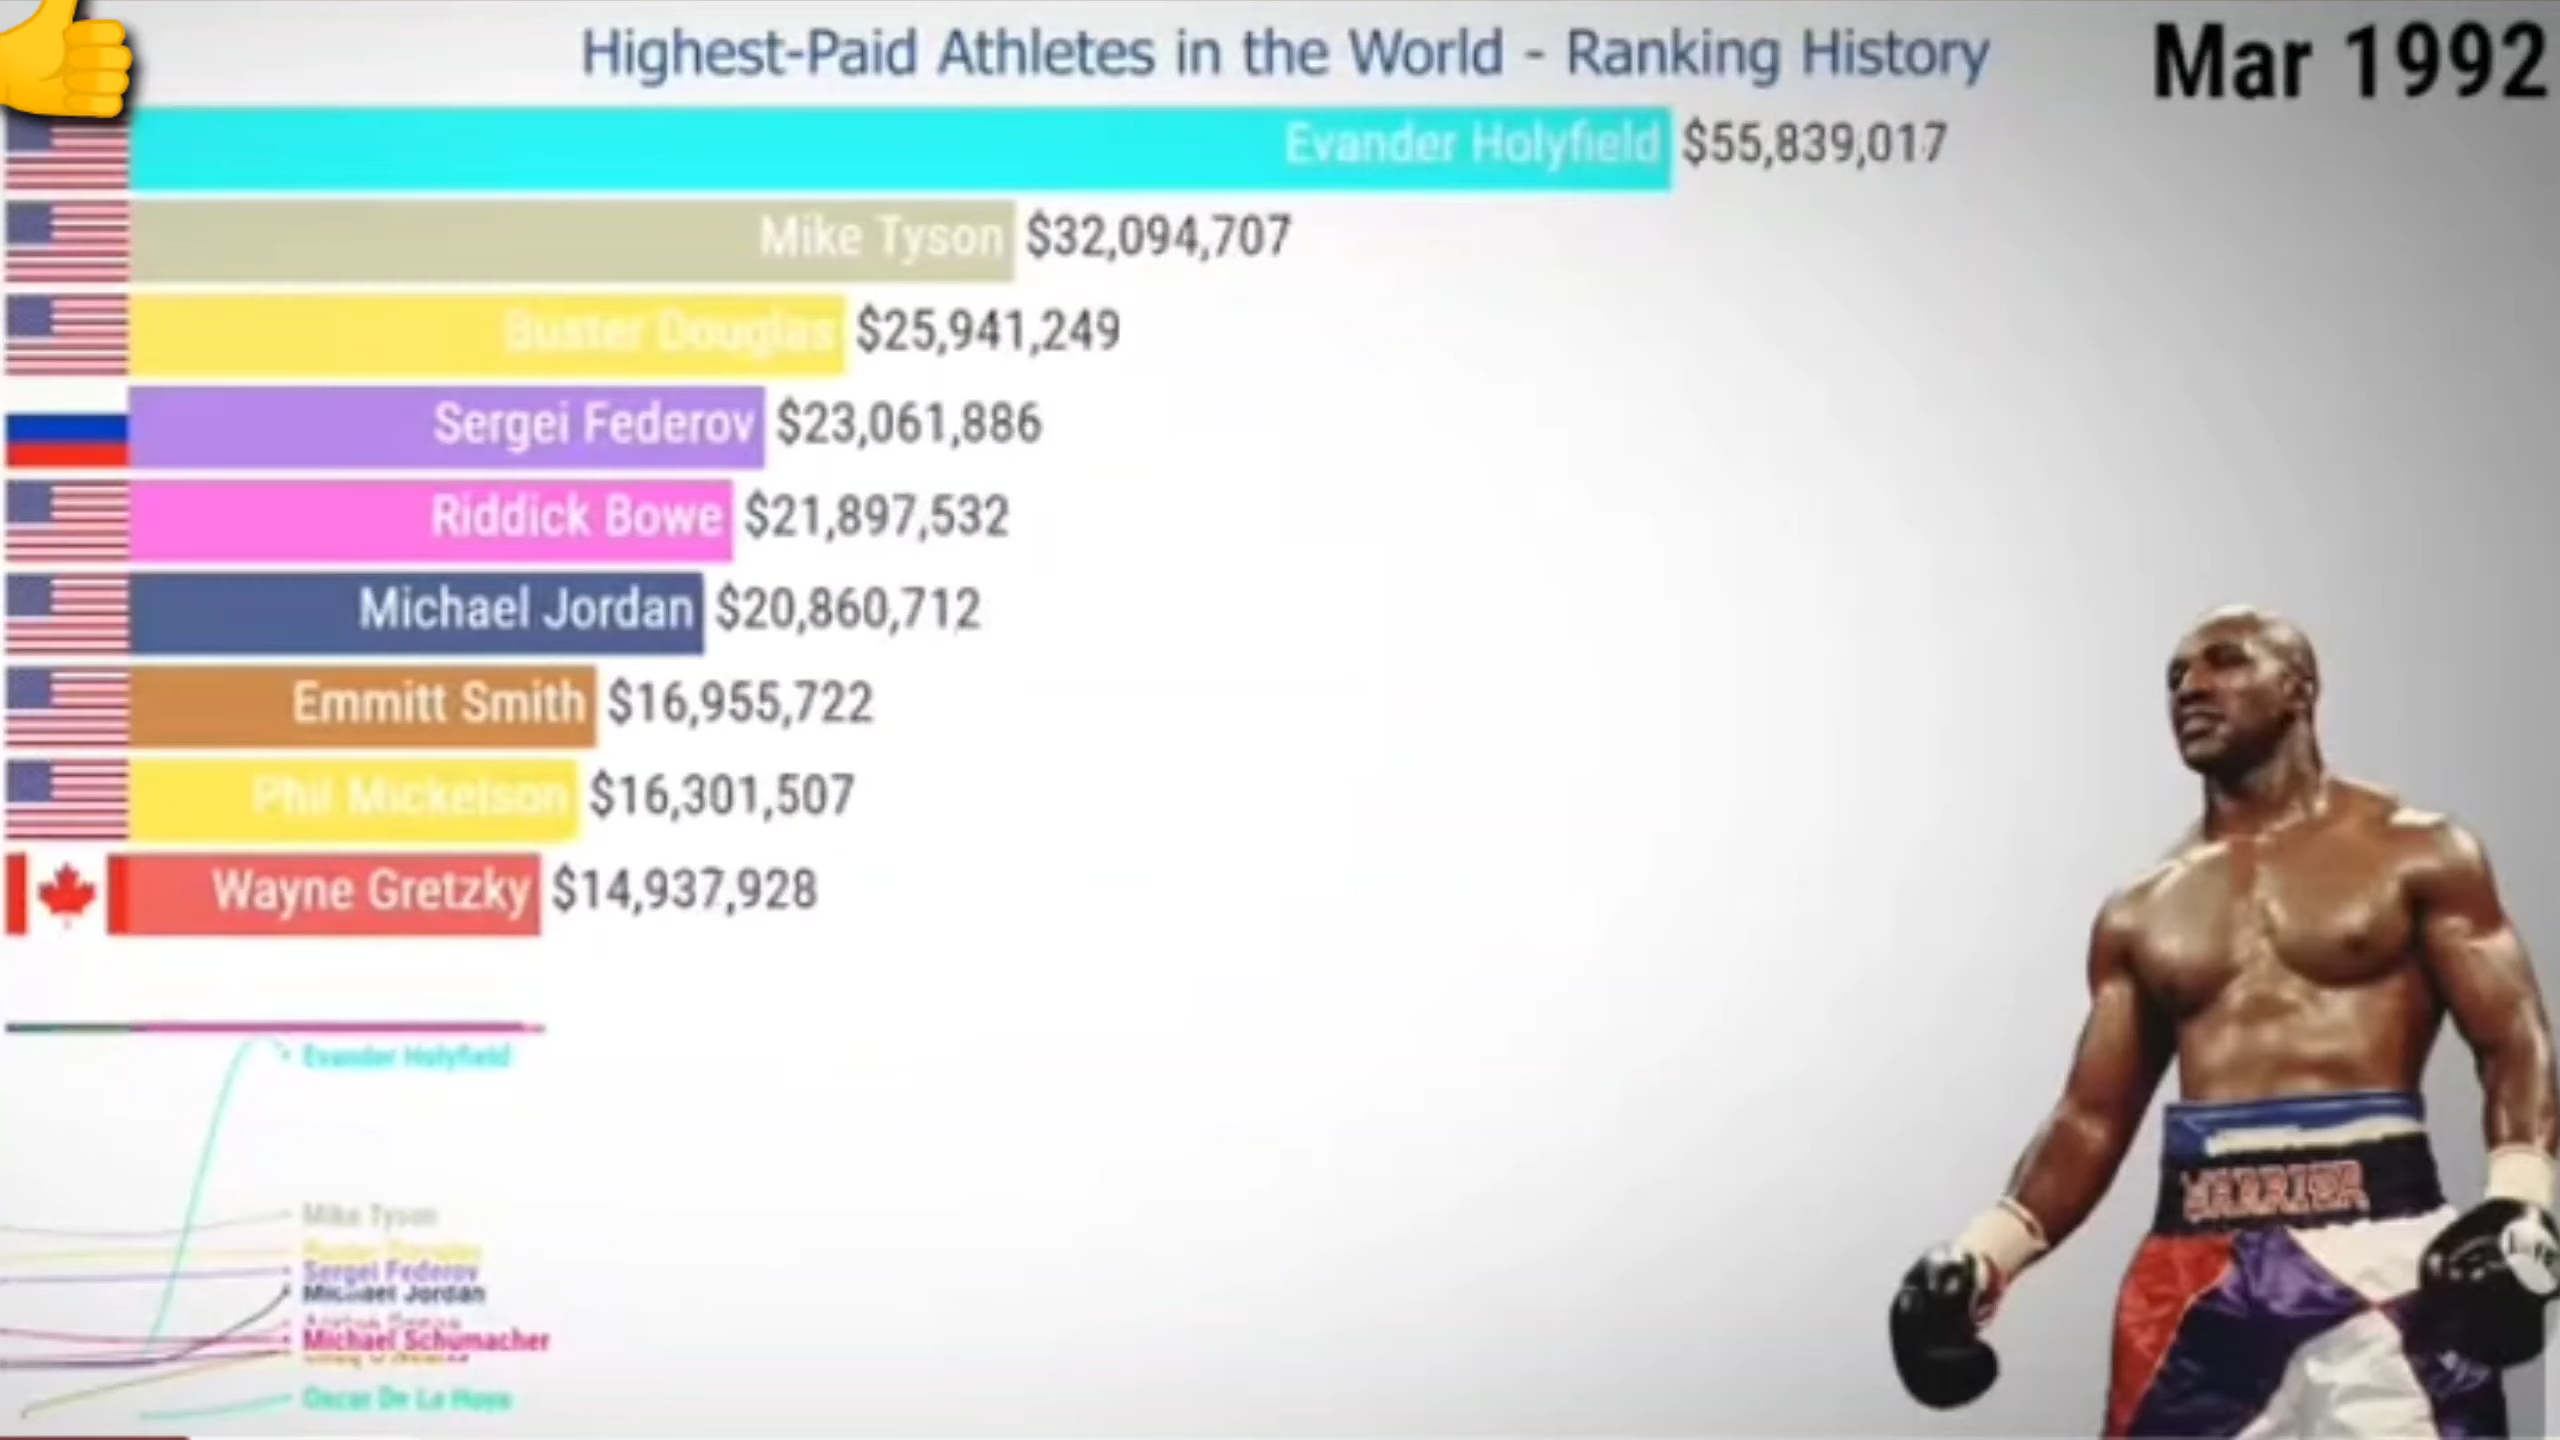 Highest-Paid Athletes in the World - Ranking History
Mar 1992
Evander Holyfield $55,839,017
Mike Tyson $32,094,707
Buster Douglas $25,941,249
Sergei Federov $23,061,886
Riddick Bowe $21,897,532
Michael Jordan $20,860,712
Emmitt Smith $16,955,722
Phil Mickelson $16,301,507
Wayne Gretzky $14,937,928
Evander Holyfield
Mike Tyson
Buster Douglas
Sergei Federov
Michael Jordan
Michael Schumacher
Oscar De La Hoya
WARRIOR